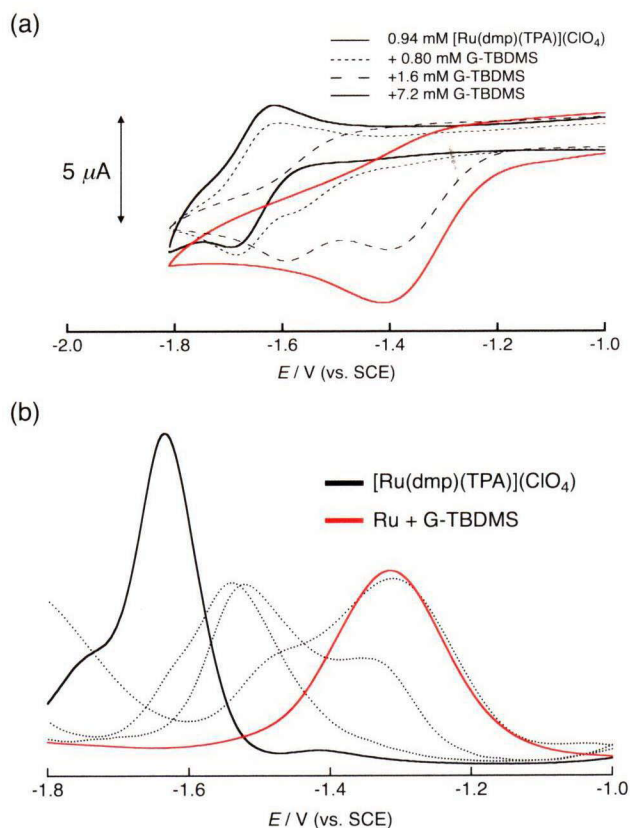 (a)
0.94 mM [Ru(dmp)(TPA)](ClO₄)
+ 0.80 mM G-TBDMS
+1.6 mM G-TBDMS
+7.2 mM G-TBDMS
5 μA
-2.0 -1.8 -1.6 -1.4 -1.2 -1.0
E / V (vs. SCE)
(b)
[Ru(dmp)(TPA)](ClO₄)
Ru + G-TBDMS
-1.8 -1.6 -1.4 -1.2 -1.0
E / V (vs. SCE)